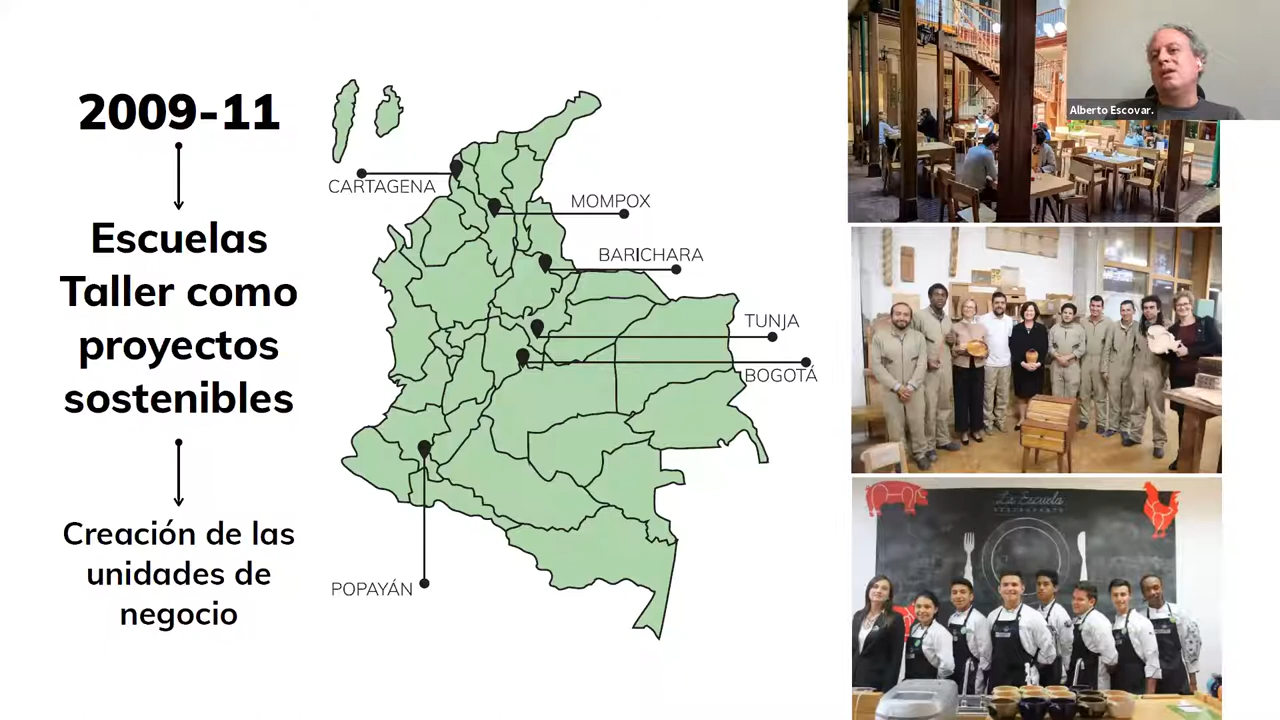 2009-11
Escuelas
Taller como
proyectos
sostenibles
Creación de las
unidades de
negocio
CARTAGENA
MOMPOX
BARICHARA
TUNJA
BOGOTÁ
POPAYÁN
Alberto Escovar.
La Escuela
RESTAURANTE